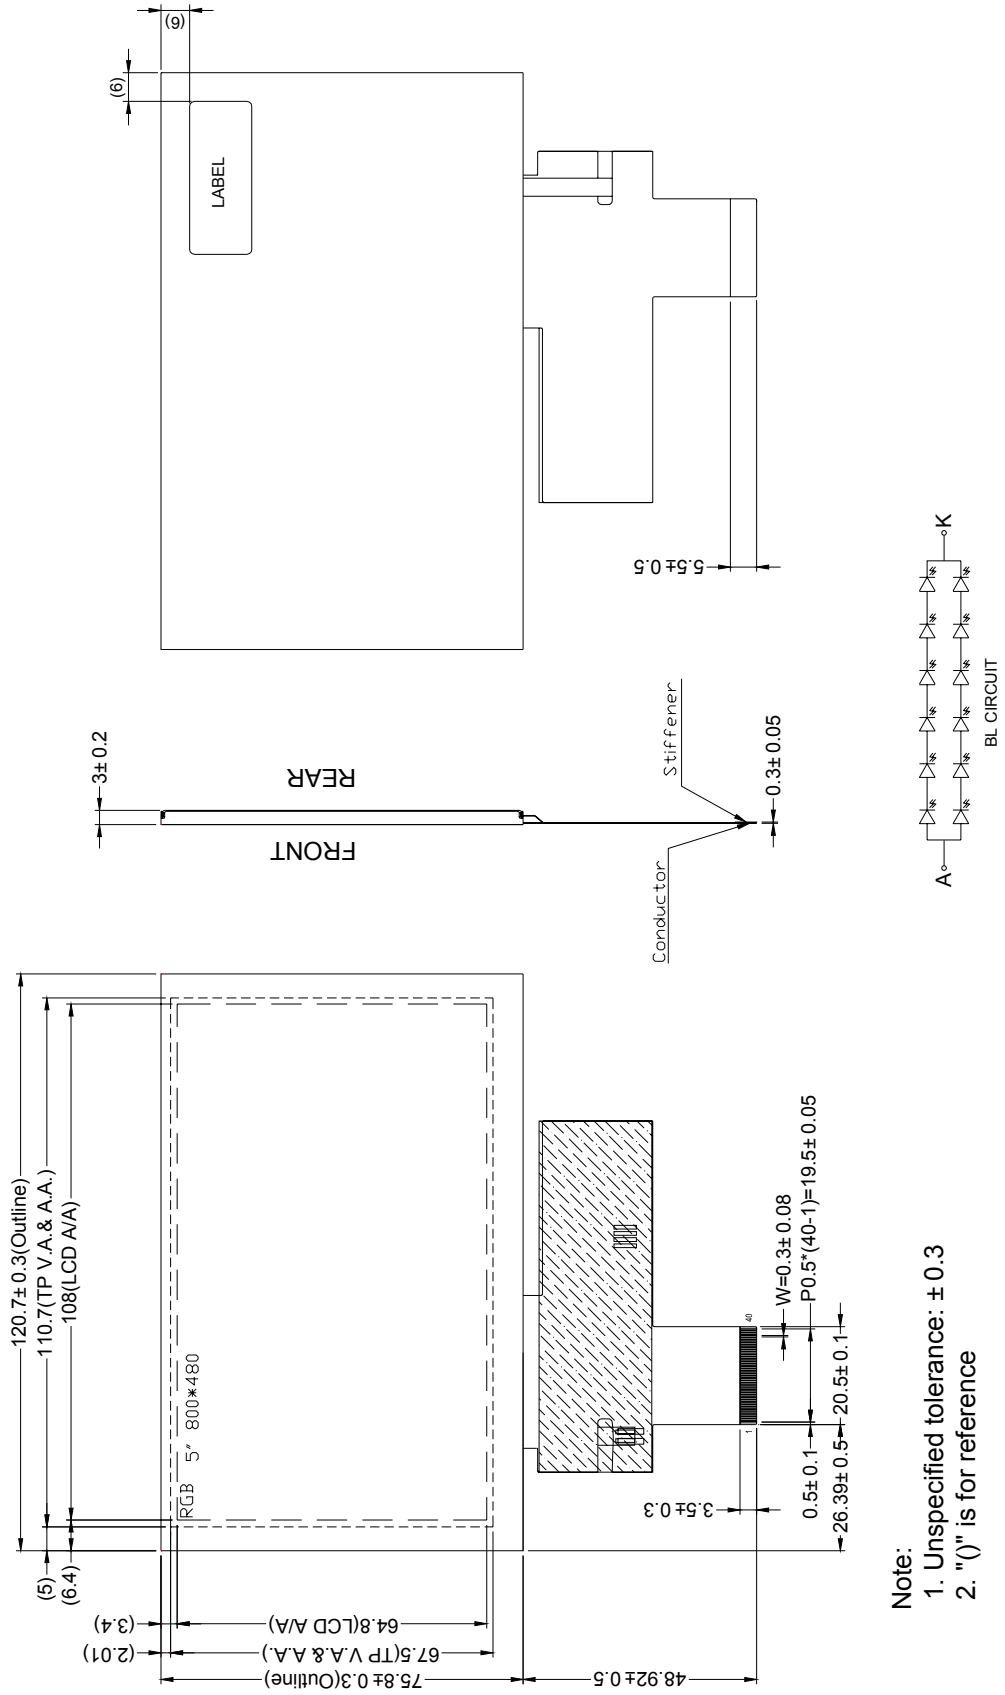 120.7± 0.3(Outline)
110.7(TP V.A.& A.A.)
108(LCD A/A)
(5)
(6.4)
RGB 5" 800*480
(3.4)
(2.01)
64.8(LCD A/A)
67.5(TP V.A.& A.A.)
75.8± 0.3(Outline)
48.92± 0.5
3.5± 0.3
1
40
W=0.3± 0.08
P0.5*(40-1)=19.5± 0.05
0.5± 0.1
20.5± 0.1
26.39± 0.5
3± 0.2
FRONT
REAR
Conductor
Stiffener
0.3± 0.05
(6)
(6)
LABEL
5.5± 0.5
A
K
BL CIRCUIT
Note:
1. Unspecified tolerance: ± 0.3
2. "()" is for reference